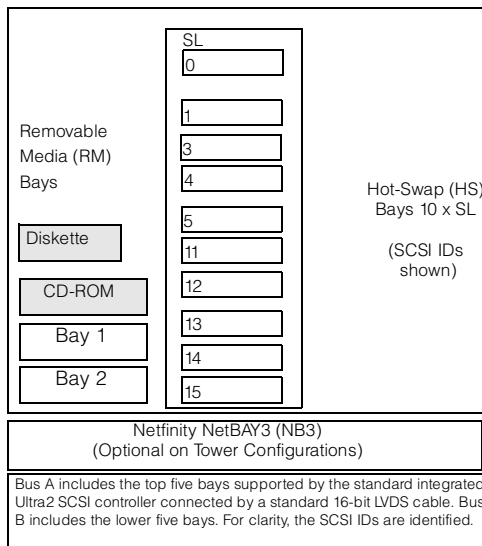 SL
0
1
3
4
5
11
12
13
14
15
Removable
Media (RM)
Bays
Diskette
CD-ROM
Bay 1
Bay 2
Hot-Swap (HS)
Bays 10 x SL
(SCSI IDs
shown)
Netfinity NetBAY3 (NB3)
(Optional on Tower Configurations)
Bus A includes the top five bays supported by the standard integrated
Ultra2 SCSI controller connected by a standard 16-bit LVDS cable. Bus
B includes the lower five bays. For clarity, the SCSI IDs are identified.